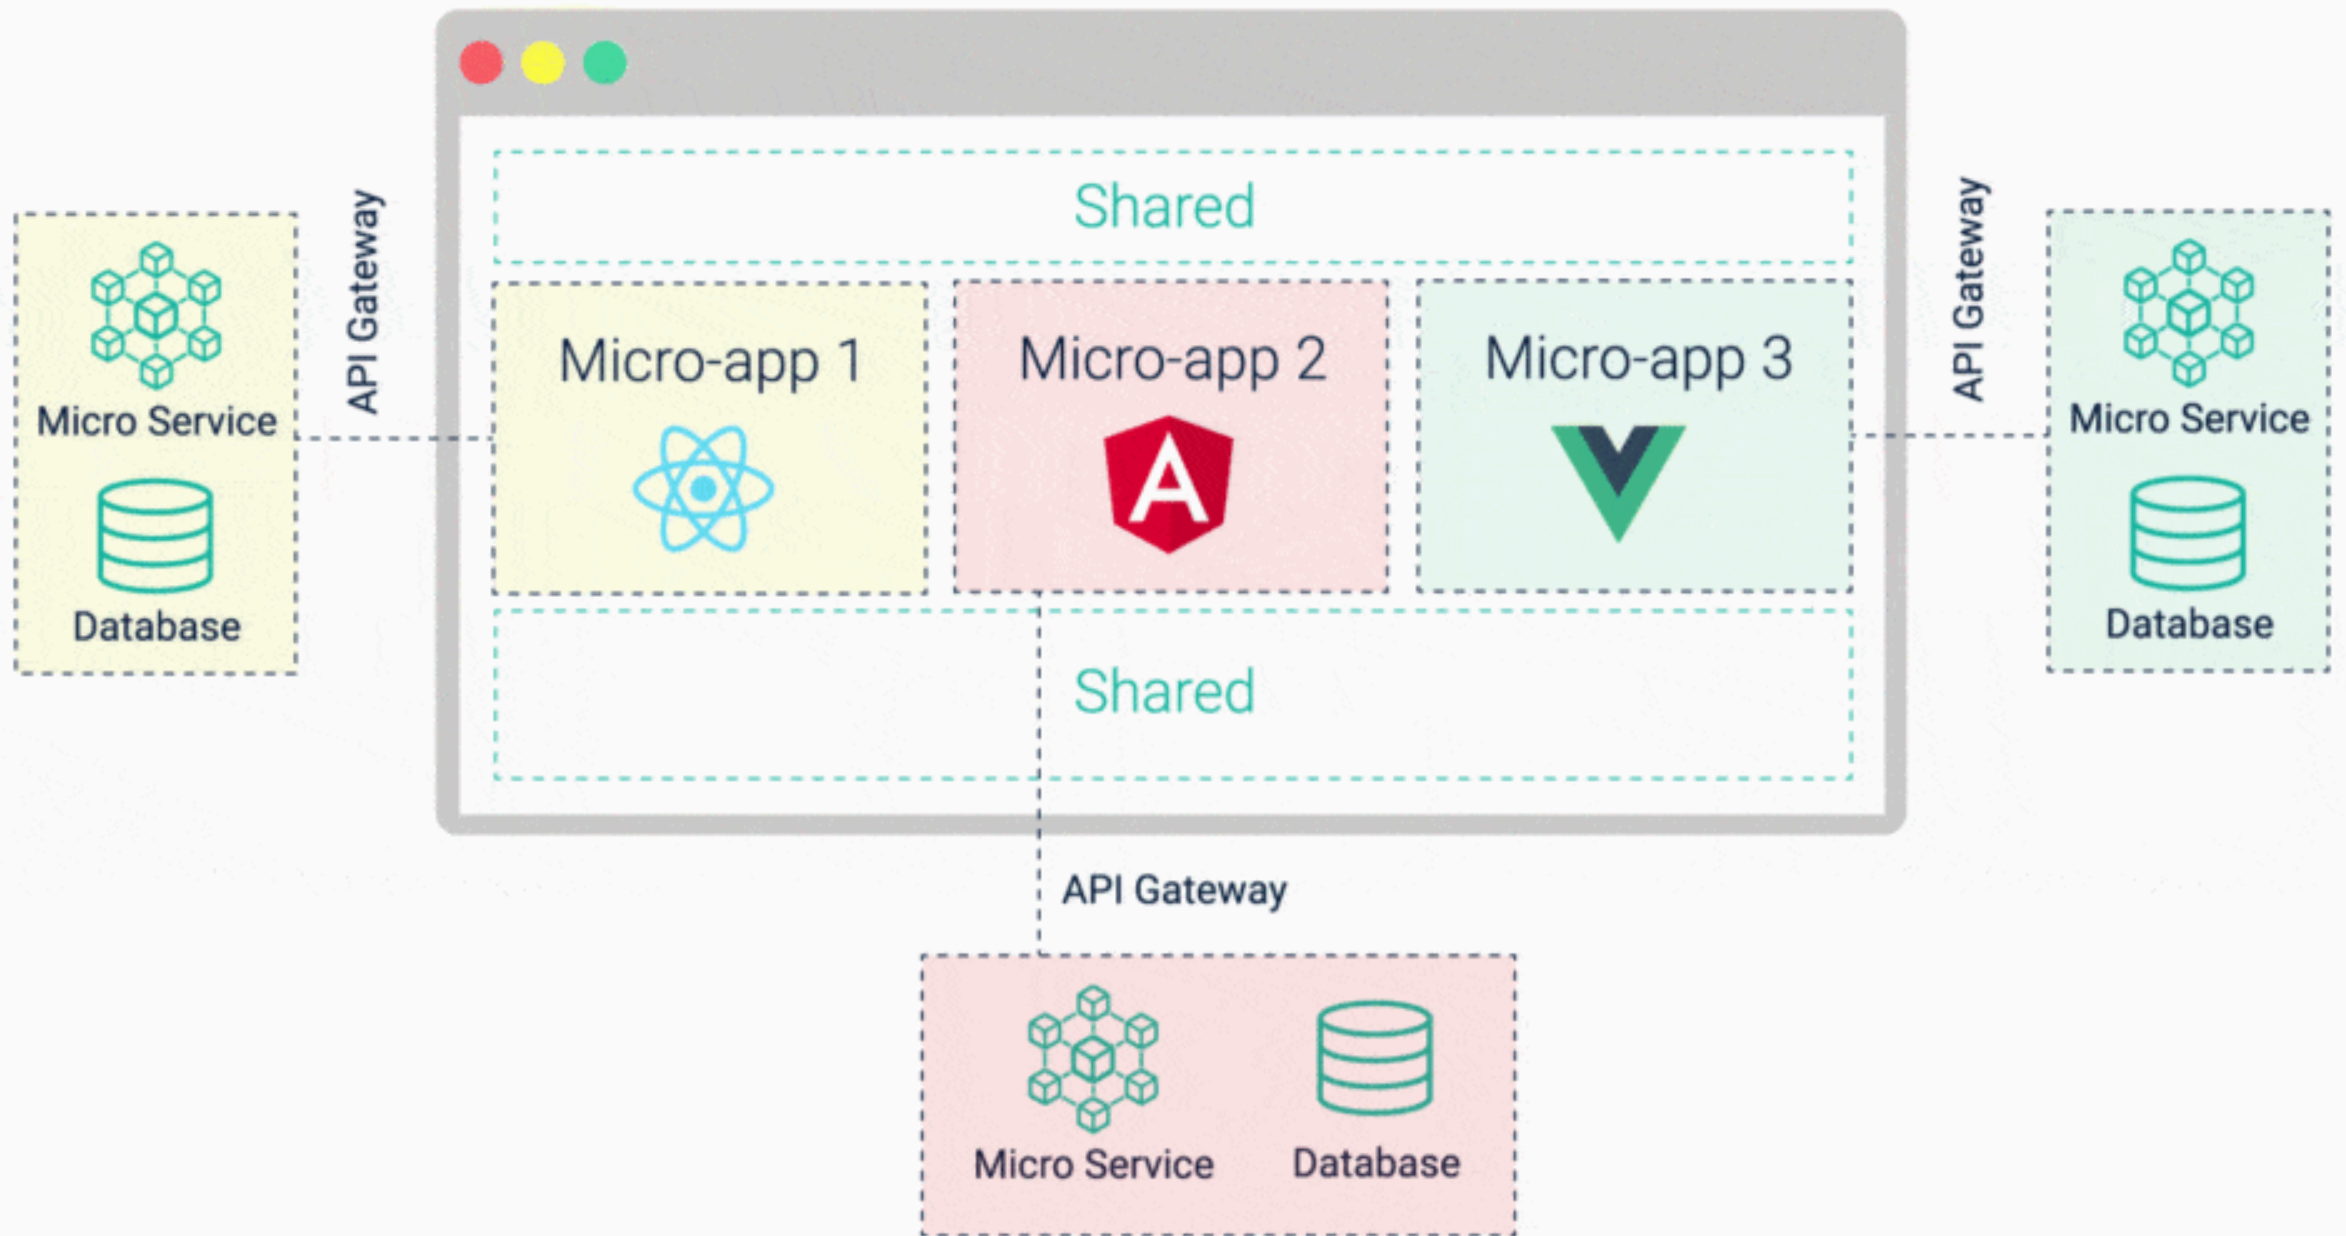 Shared
API Gateway
Micro Service
Database
Micro-app 1
Micro-app 2
Micro-app 3
API Gateway
Micro Service
Database
Shared
API Gateway
Micro Service
Database